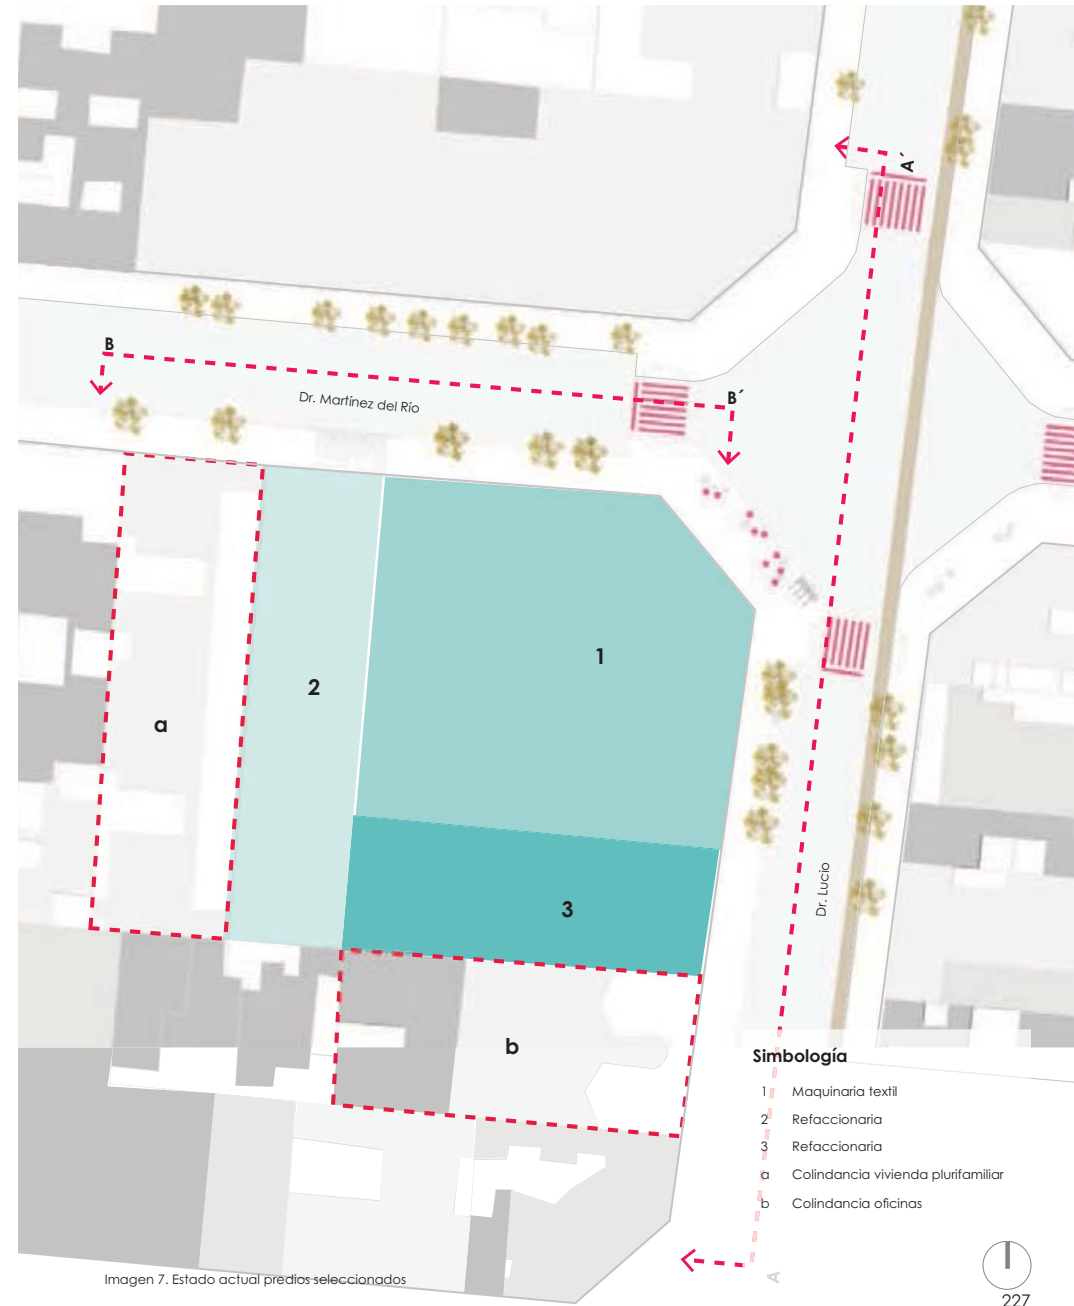 A´
B
Dr. Martínez del Río
B´
1
2
a
3
Dr. Lucio
b
Simbología
1 Maquinaria textil
2 Refaccionaria
3 Refaccionaria
a Colindancia vivienda plurifamiliar
b Colindancia oficinas
A
Imagen 7. Estado actual predios seleccionados
227